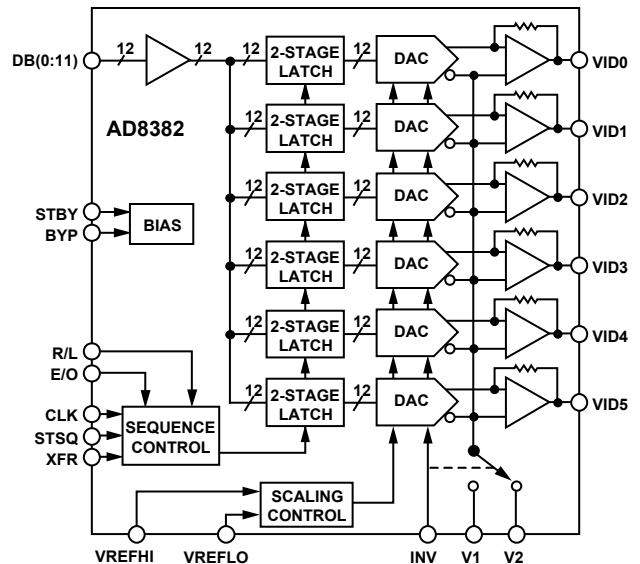 DB(0:11) 12 12 12 2-STAGE LATCH 12 DAC VID0
AD8382
12 2-STAGE LATCH 12 DAC VID1
12 2-STAGE LATCH 12 DAC VID2
STBY
BYP
BIAS
12 2-STAGE LATCH 12 DAC VID3
12 2-STAGE LATCH 12 DAC VID4
R/L
E/O
12 2-STAGE LATCH 12 DAC VID5
CLK
STSQ
XFR
SEQUENCE
CONTROL
SCALING
CONTROL
VREFHI VREFLO INV V1 V2